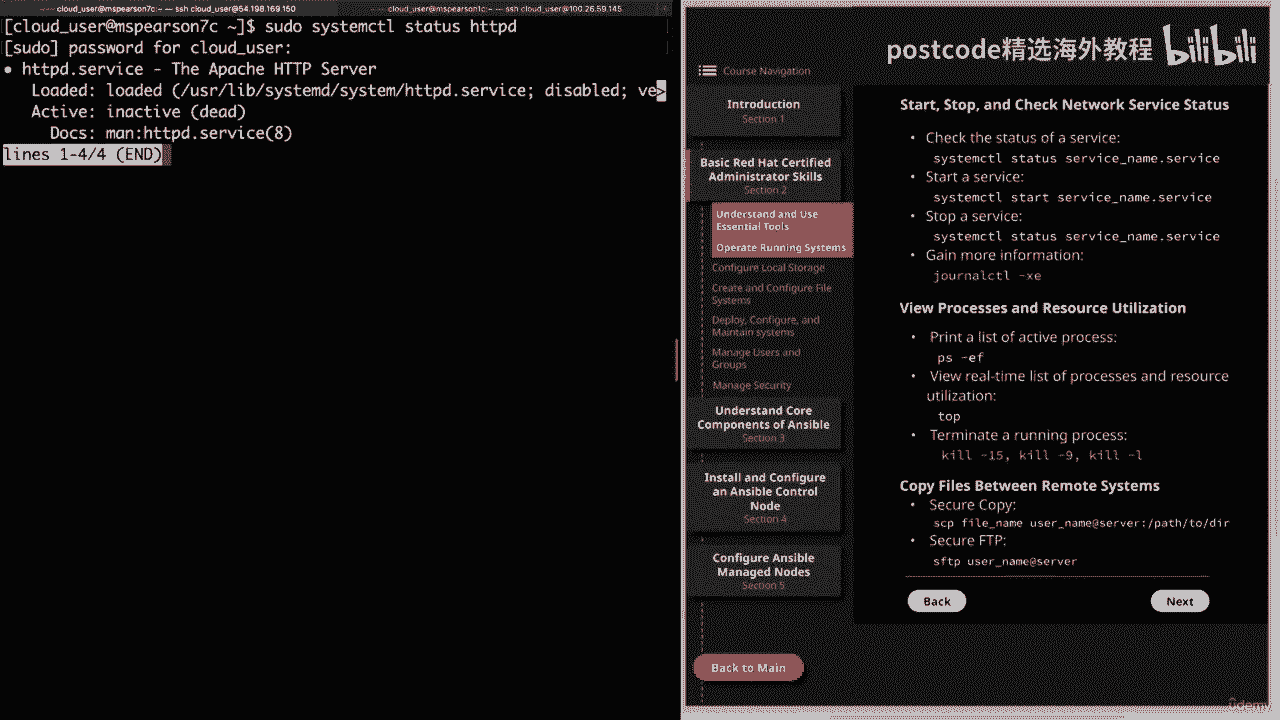 cloud_user@mspearson7c:~ — ssh cloud_user@54.198.169.150
cloud_user@mspearson1c:~ — ssh cloud_user@100.26.59.145
[cloud_user@mspearson7c ~]$ sudo systemctl status httpd
[sudo] password for cloud_user:
● httpd.service - The Apache HTTP Server
Loaded: loaded (/usr/lib/systemd/system/httpd.service; disabled; ve>
Active: inactive (dead)
Docs: man:httpd.service(8)
lines 1-4/4 (END)
postcode精选海外教程 bilibili
Course Navigation
Introduction
Section 1
Basic Red Hat Certified
Administrator Skills
Section 2
Understand and Use
Essential Tools
Operate Running Systems
Configure Local Storage
Create and Configure File
Systems
Deploy, Configure, and
Maintain systems
Manage Users and
Groups
Manage Security
Understand Core
Components of Ansible
Section 3
Install and Configure
an Ansible Control
Node
Section 4
Configure Ansible
Managed Nodes
Section 5
Back to Main
Start, Stop, and Check Network Service Status
• Check the status of a service:
systemctl status service_name.service
• Start a service:
systemctl start service_name.service
• Stop a service:
systemctl status service_name.service
• Gain more information:
journalctl -xe
View Processes and Resource Utilization
• Print a list of active process:
ps -ef
• View real-time list of processes and resource
utilization:
top
• Terminate a running process:
kill -15, kill -9, kill -l
Copy Files Between Remote Systems
• Secure Copy:
scp file_name user_name@server:/path/to/dir
• Secure FTP:
sftp user_name@server
Back
Next
ûdemy